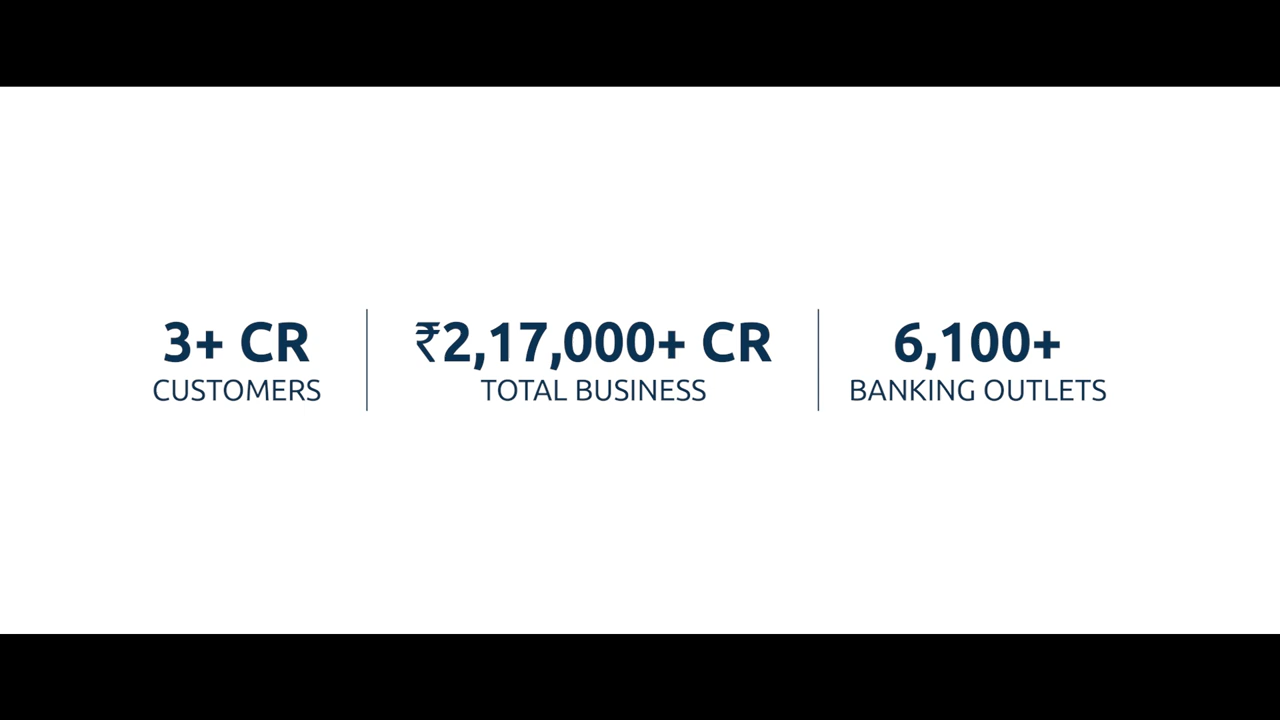 3+ CR
CUSTOMERS
₹2,17,000+ CR
TOTAL BUSINESS
6,100+
BANKING OUTLETS